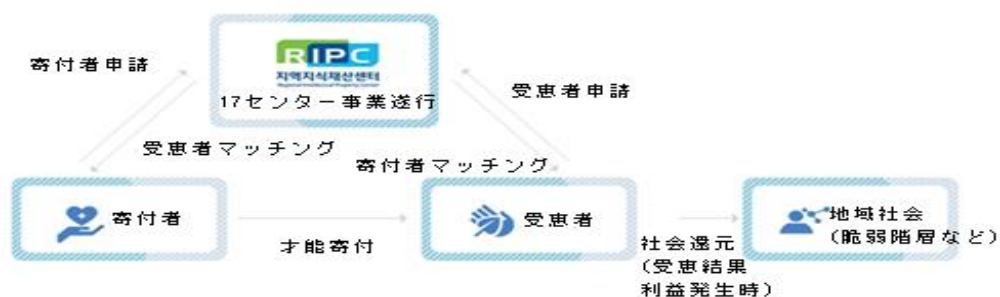 寄付者申請
RIPC
지역지식재산센터
17センター事業遂行
受恵者申請
受恵者マッチング
寄付者マッチング
寄付者
才能寄付
受恵者
社会還元
(受恵結果
利益発生時)
地域社会
(脆弱階層など)